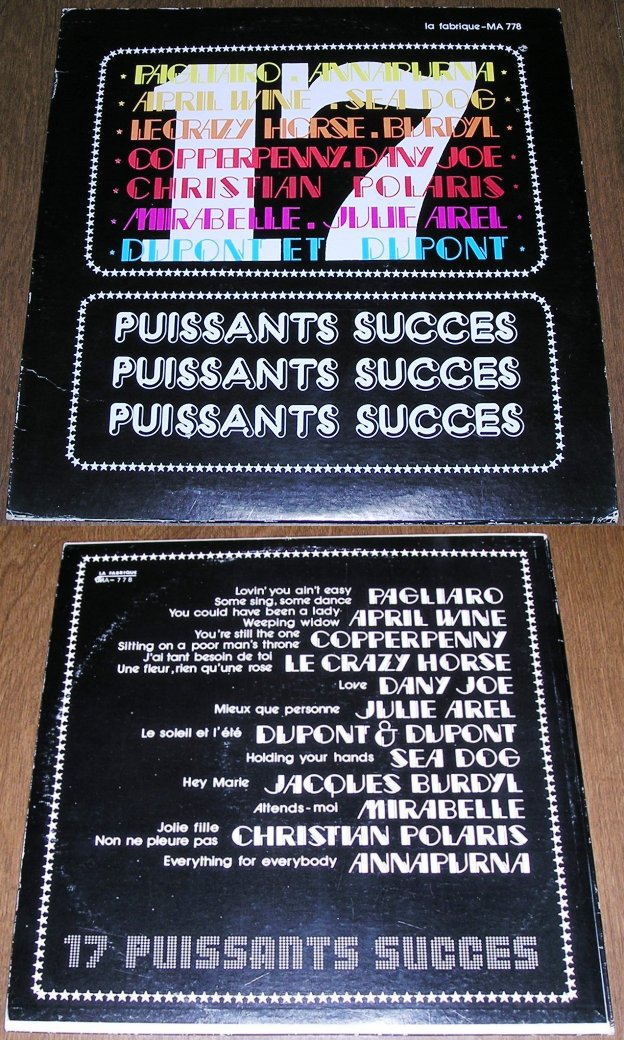 la fabrique-MA 778
17
PAGLIARO . ANNAPURNA
APRIL WINE . SEA DOG
LE CRAZY HORSE . BURDYL
COPPERPENNY . DANY JOE
CHRISTIAN POLARIS
MIRABELLE . JULIE AREL
DUPONT ET DUPONT
PUISSANTS SUCCES
PUISSANTS SUCCES
PUISSANTS SUCCES
LA FABRIQUE
MA-778
Lovin' you ain't easy
Some sing, some dance
PAGLIARO
You could have been a lady
Weeping widow
APRIL WINE
You're still the one
Sitting on a poor man's throne
COPPERPENNY
J'ai tant besoin de toi
Une fleur, rien qu'une rose
LE CRAZY HORSE
Love DANY JOE
Mieux que personne JULIE AREL
Le soleil et l'été DUPONT & DUPONT
Holding your hands SEA DOG
Hey Marie JACQUES BURDYL
Attends-moi MIRABELLE
Jolie fille
Non ne pleure pas
CHRISTIAN POLARIS
Everything for everybody ANNAPURNA
17 PUISSANTS SUCCES